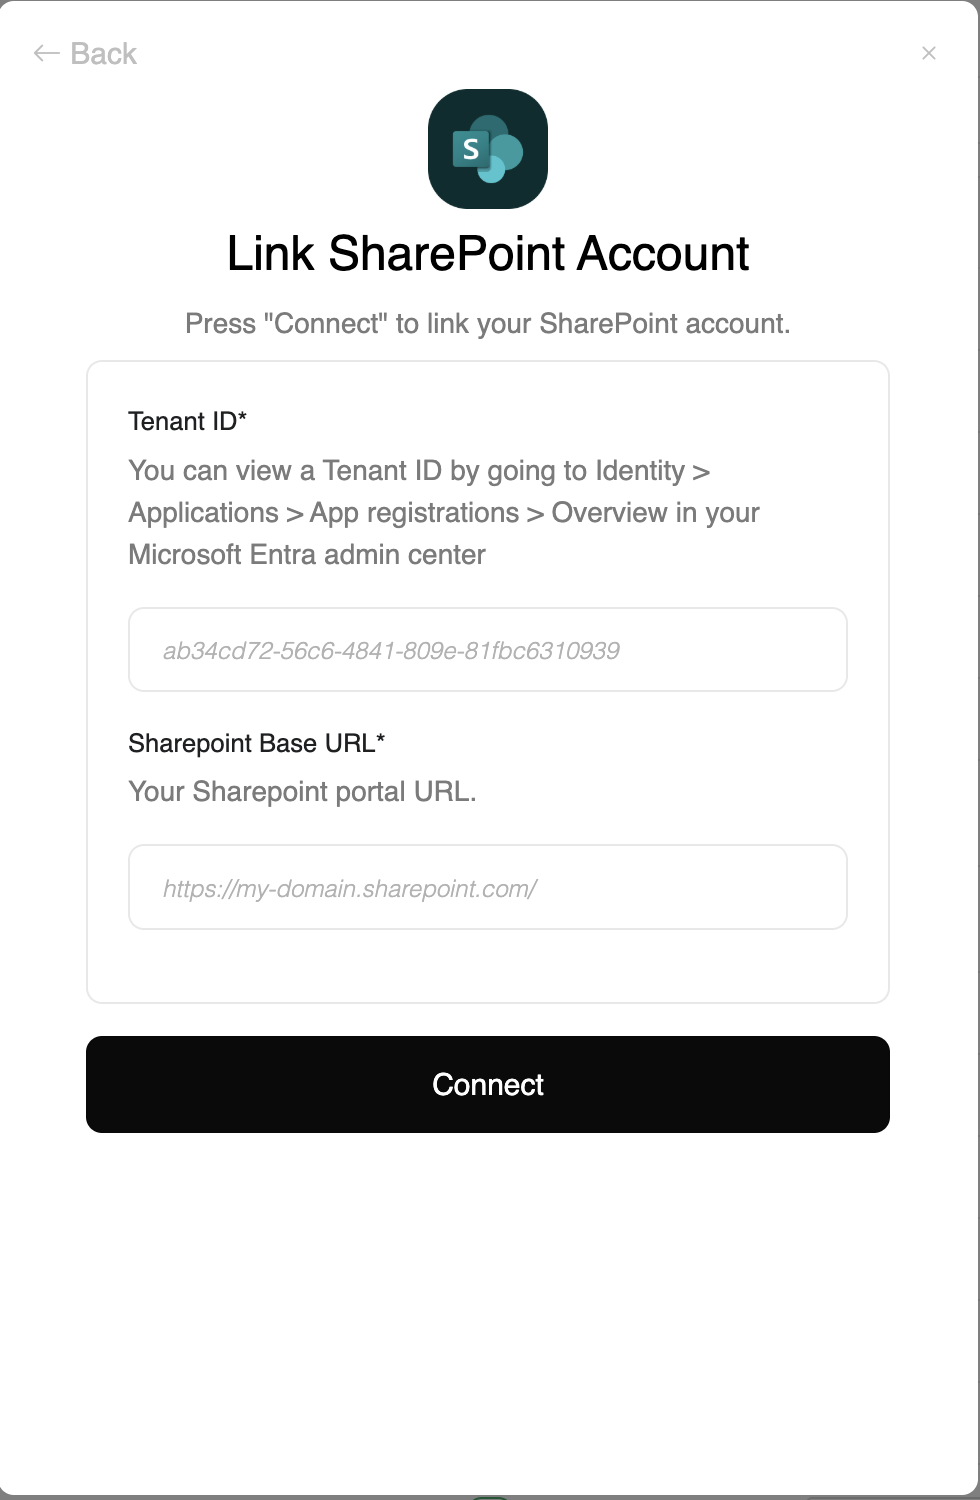 ← Back
×
S
Link SharePoint Account
Press "Connect" to link your SharePoint account.
Tenant ID*
You can view a Tenant ID by going to Identity >
Applications > App registrations > Overview in your
Microsoft Entra admin center
ab34cd72-56c6-4841-809e-81fbc6310939
Sharepoint Base URL*
Your Sharepoint portal URL.
https://my-domain.sharepoint.com/
Connect